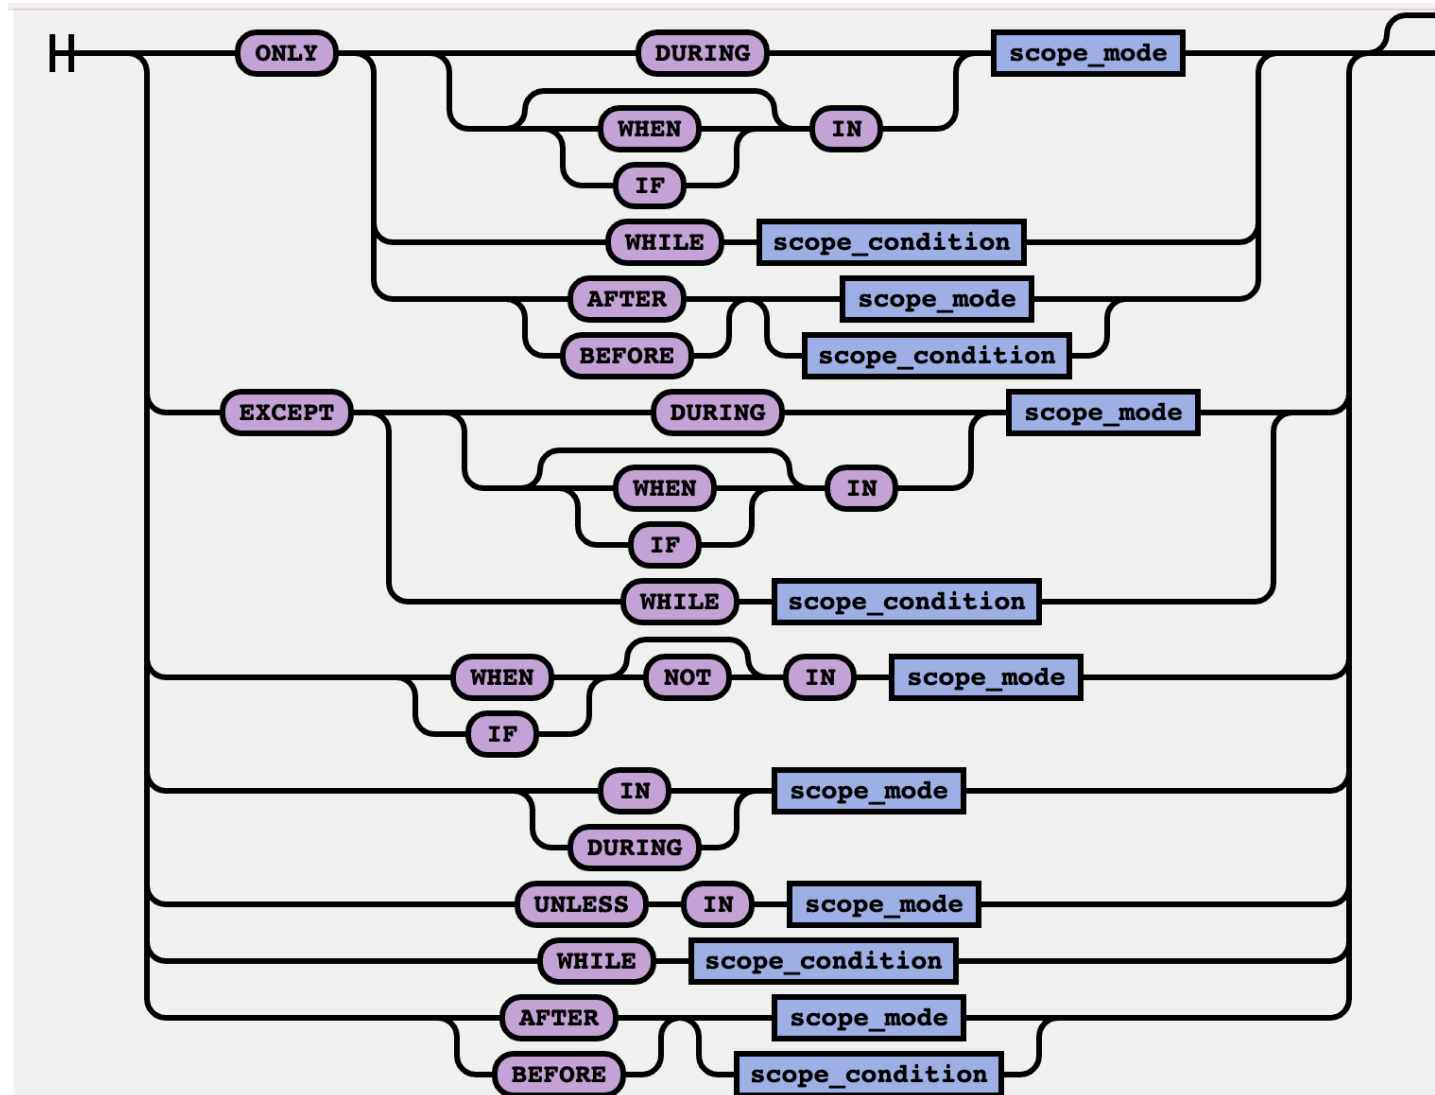 ONLY DURING scope_mode
WHEN IN
IF
WHILE scope_condition
AFTER scope_mode
BEFORE scope_condition
EXCEPT DURING scope_mode
WHEN IN
IF
WHILE scope_condition
WHEN NOT IN scope_mode
IF
IN scope_mode
DURING
UNLESS IN scope_mode
WHILE scope_condition
AFTER scope_mode
BEFORE scope_condition